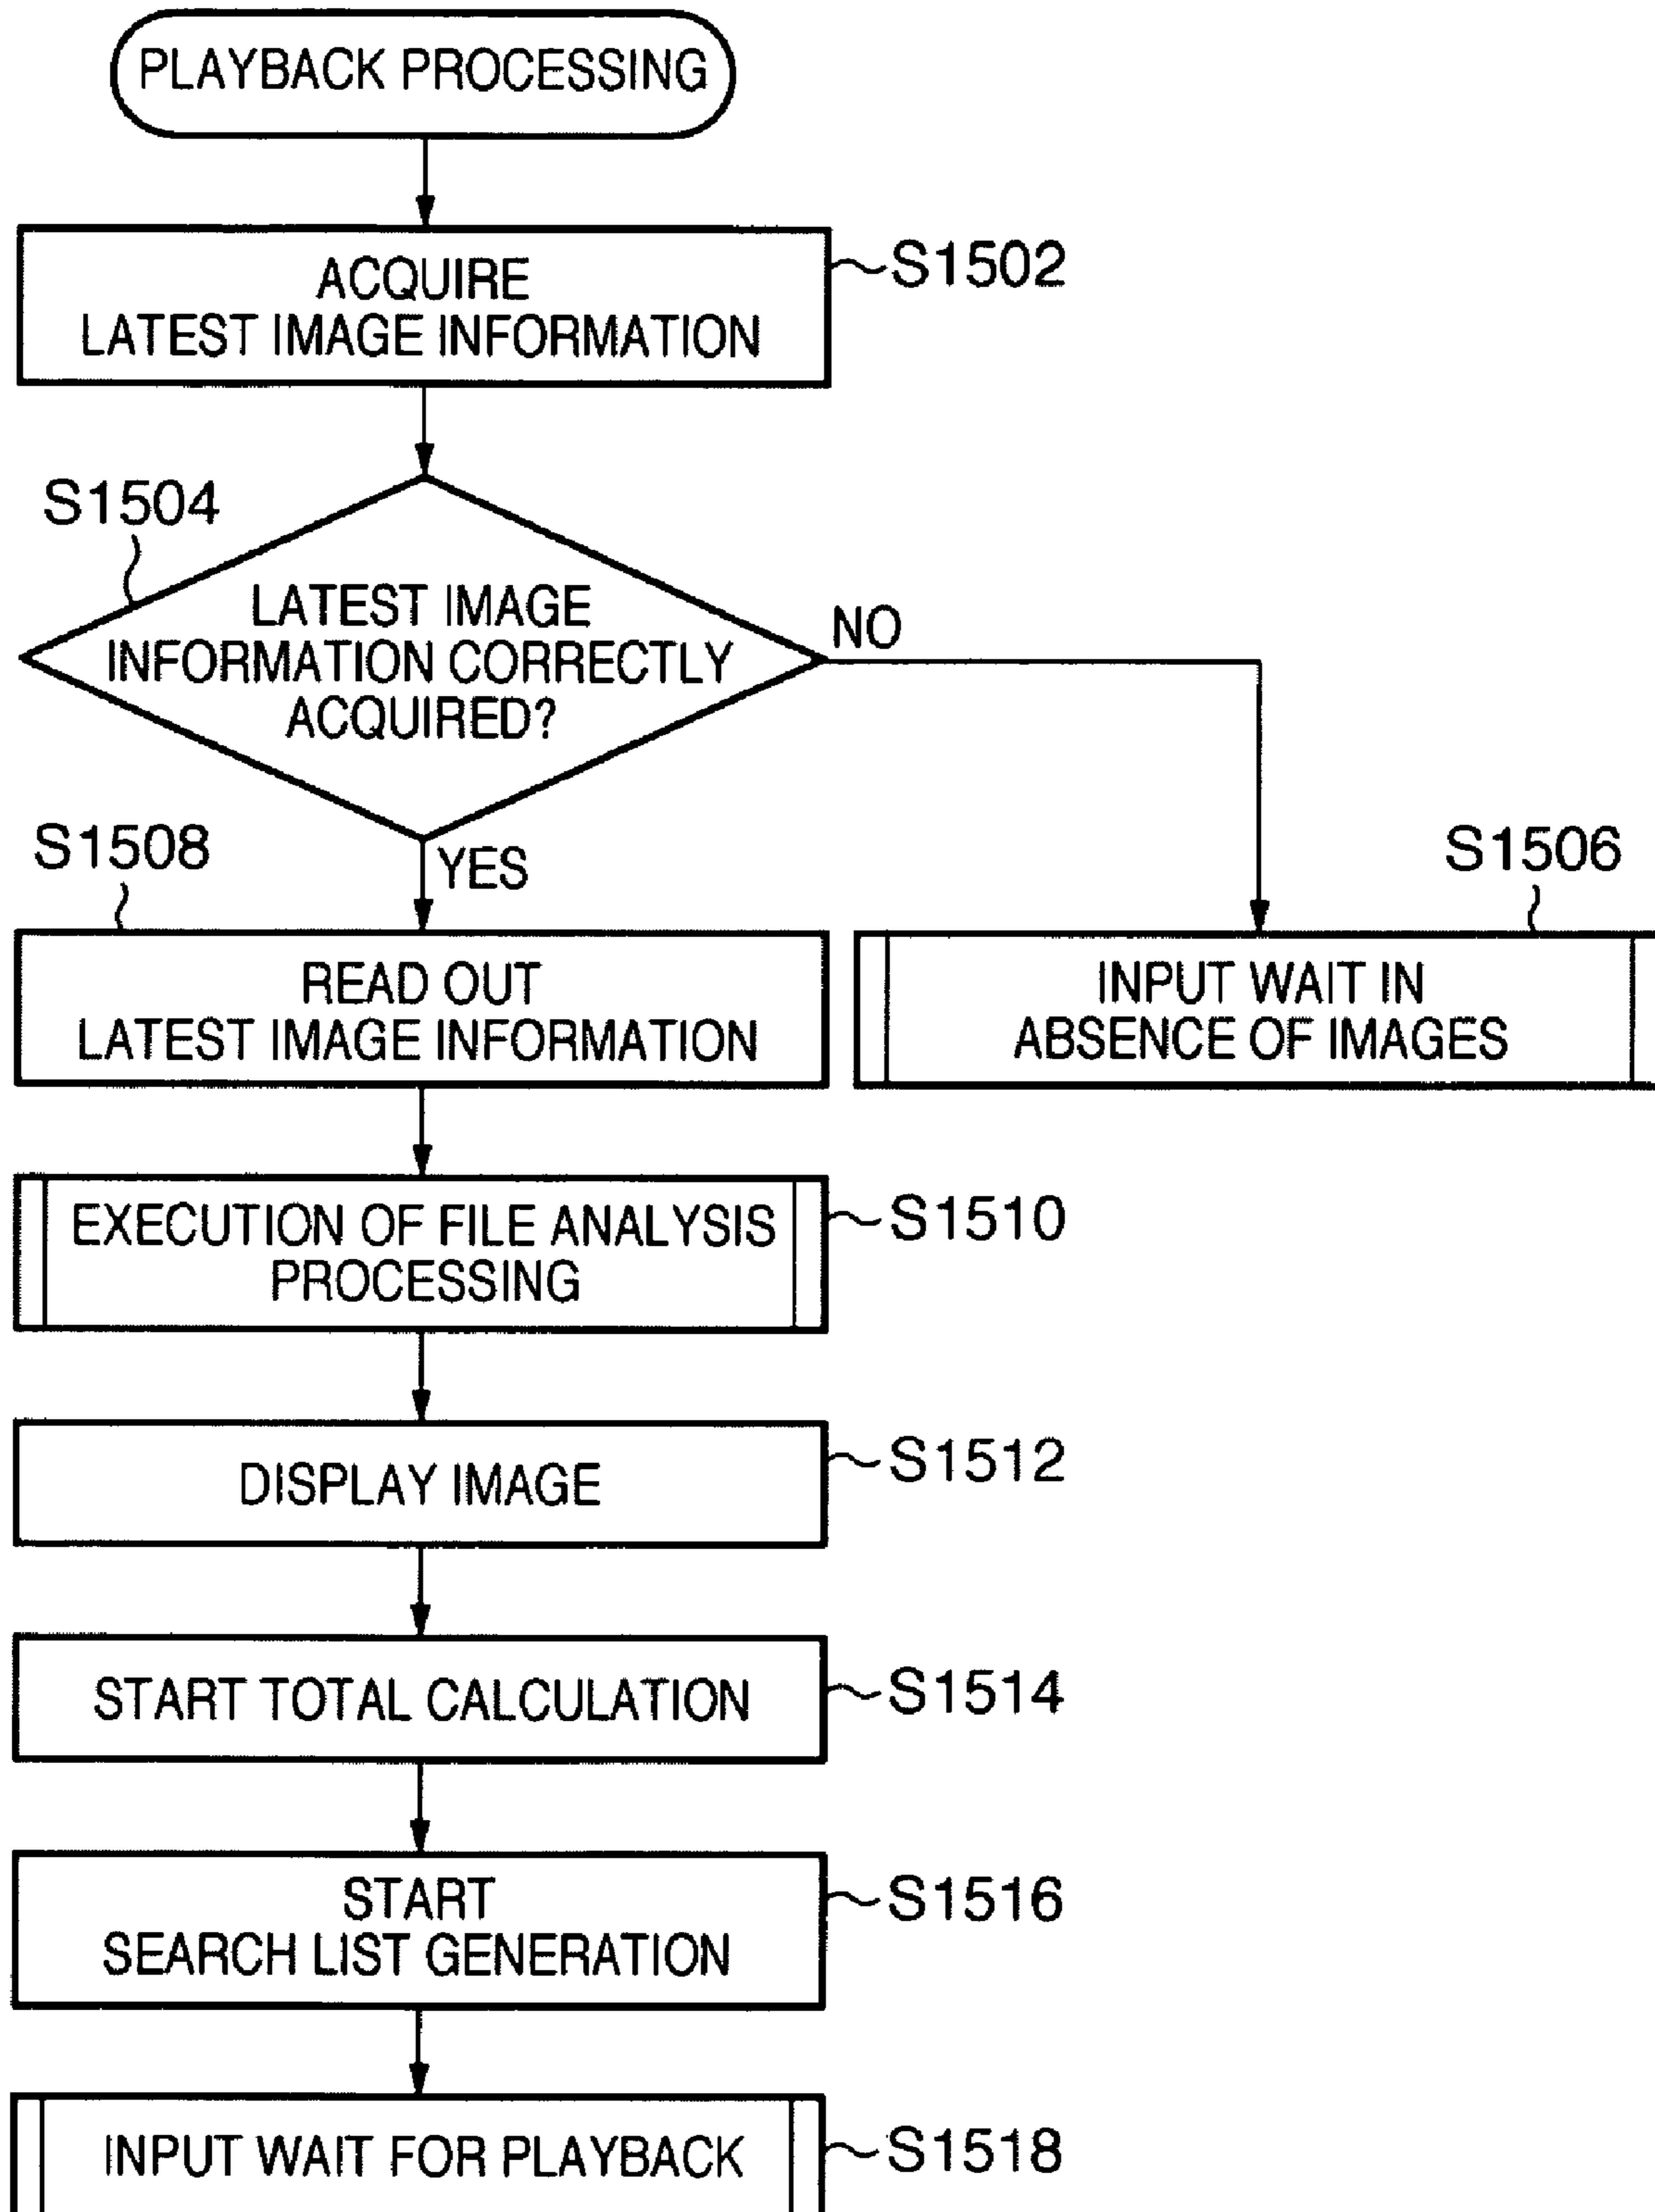 PLAYBACK PROCESSING
ACQUIRE
LATEST IMAGE INFORMATION
S1502
S1504
LATEST IMAGE
INFORMATION CORRECTLY
ACQUIRED?
NO
YES
S1508
READ OUT
LATEST IMAGE INFORMATION
S1506
INPUT WAIT IN
ABSENCE OF IMAGES
EXECUTION OF FILE ANALYSIS
PROCESSING
S1510
DISPLAY IMAGE
S1512
START TOTAL CALCULATION
S1514
START
SEARCH LIST GENERATION
S1516
INPUT WAIT FOR PLAYBACK
S1518